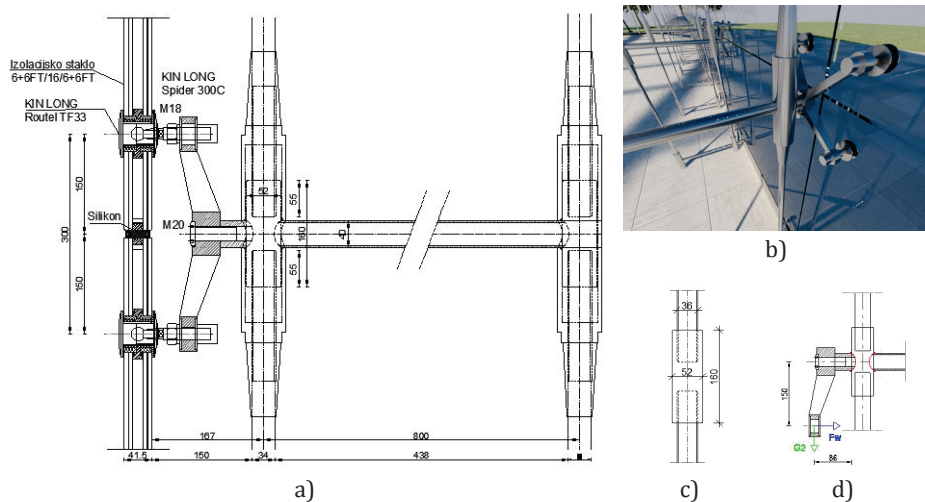 Izolacijsko staklo
6+6FT/16/6+6FT
KIN LONG
Routel TF33
KIN LONG
Spider 300C
M18
150
300
150
Silikon
M20
52
55
160
55
167
800
41.5
150
34
438
a)
b)
36
52
160
c)
150
Fw
G2
86
d)